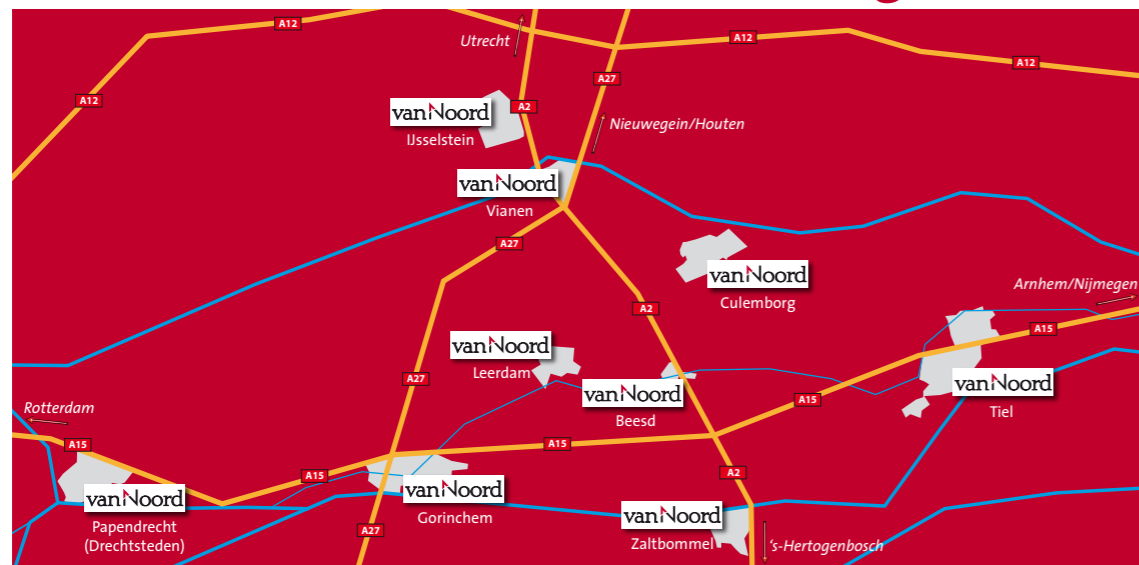 A12
A12
A12
A12
Utrecht
A27
A2
vanNoord
IJsselstein
Nieuwegein/Houten
vanNoord
Vianen
A27
vanNoord
Culemborg
Arnhem/Nijmegen
A2
A15
vanNoord
Leerdam
A27
vanNoord
Beesd
vanNoord
Tiel
A15
Rotterdam
A15
A15
A15
A2
vanNoord
Papendrecht
(Drechtsteden)
vanNoord
Gorinchem
A27
vanNoord
Zaltbommel
's-Hertogenbosch